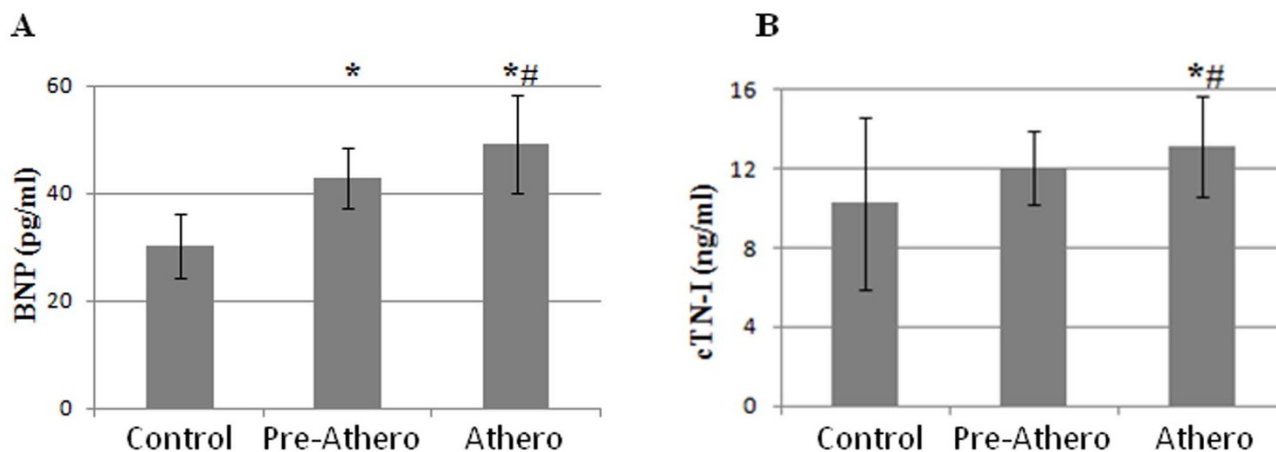 A
BNP (pg/ml)
60
40
20
0
*
*#
Control Pre-Athero Athero
B
cTN-I (ng/ml)
16
12
8
4
0
*#
Control Pre-Athero Athero